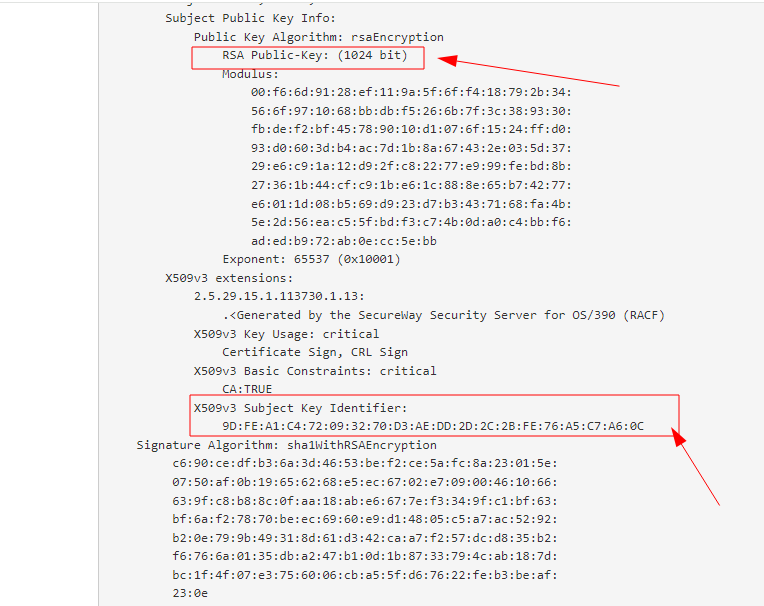 Subject Public Key Info:
Public Key Algorithm: rsaEncryption
RSA Public-Key: (1024 bit)
Modulus:
00:f6:6d:91:28:ef:11:9a:5f:6f:f4:18:79:2b:34:
56:6f:97:10:68:bb:db:f5:26:6b:7f:3c:38:93:30:
fb:de:f2:bf:45:78:90:10:d1:07:6f:15:24:ff:d0:
93:d0:60:3d:b4:ac:7d:1b:8a:67:43:2e:03:5d:37:
29:e6:c9:1a:12:d9:2f:c8:22:77:e9:99:fe:bd:8b:
27:36:1b:44:cf:c9:1b:e6:1c:88:8e:65:b7:42:77:
e6:01:1d:08:b5:69:d9:23:d7:b3:43:71:68:fa:4b:
5e:2d:56:ea:c5:5f:bd:f3:c7:4b:0d:a0:c4:bb:f6:
ad:ed:b9:72:ab:0e:cc:5e:bb
Exponent: 65537 (0x10001)
X509v3 extensions:
2.5.29.15.1.113730.1.13:
.<Generated by the SecureWay Security Server for OS/390 (RACF)
X509v3 Key Usage: critical
Certificate Sign, CRL Sign
X509v3 Basic Constraints: critical
CA:TRUE
X509v3 Subject Key Identifier:
9D:FE:A1:C4:72:09:32:70:D3:AE:DD:2D:2C:2B:FE:76:A5:C7:A6:0C
Signature Algorithm: sha1WithRSAEncryption
c6:90:ce:df:b3:6a:3d:46:53:be:f2:ce:5a:fc:8a:23:01:5e:
07:50:af:0b:19:65:62:68:e5:ec:67:02:e7:09:00:46:10:66:
63:9f:c8:b8:8c:0f:aa:18:ab:e6:67:7e:f3:34:9f:c1:bf:63:
bf:6a:f2:78:70:be:ec:69:60:e9:d1:48:05:c5:a7:ac:52:92:
b2:0e:79:9b:49:31:8d:61:d3:42:ca:a7:f2:57:dc:d8:35:b2:
f6:76:6a:01:35:db:a2:47:b1:0d:1b:87:33:79:4c:ab:18:7d:
bc:1f:4f:07:e3:75:60:06:cb:a5:5f:d6:76:22:fe:b3:be:af:
23:0e